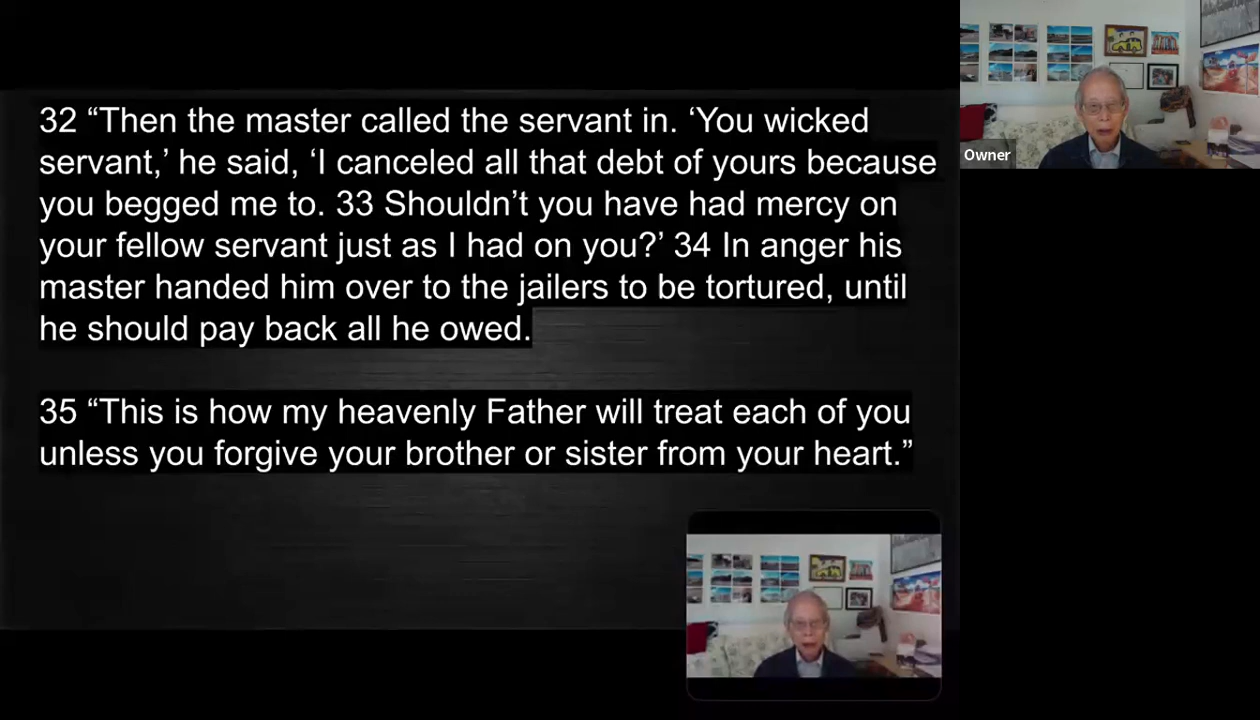 32 “Then the master called the servant in. ‘You wicked
servant,’ he said, ‘I canceled all that debt of yours because
you begged me to. 33 Shouldn’t you have had mercy on
your fellow servant just as I had on you?’ 34 In anger his
master handed him over to the jailers to be tortured, until
he should pay back all he owed.
35 “This is how my heavenly Father will treat each of you
unless you forgive your brother or sister from your heart.”
Owner